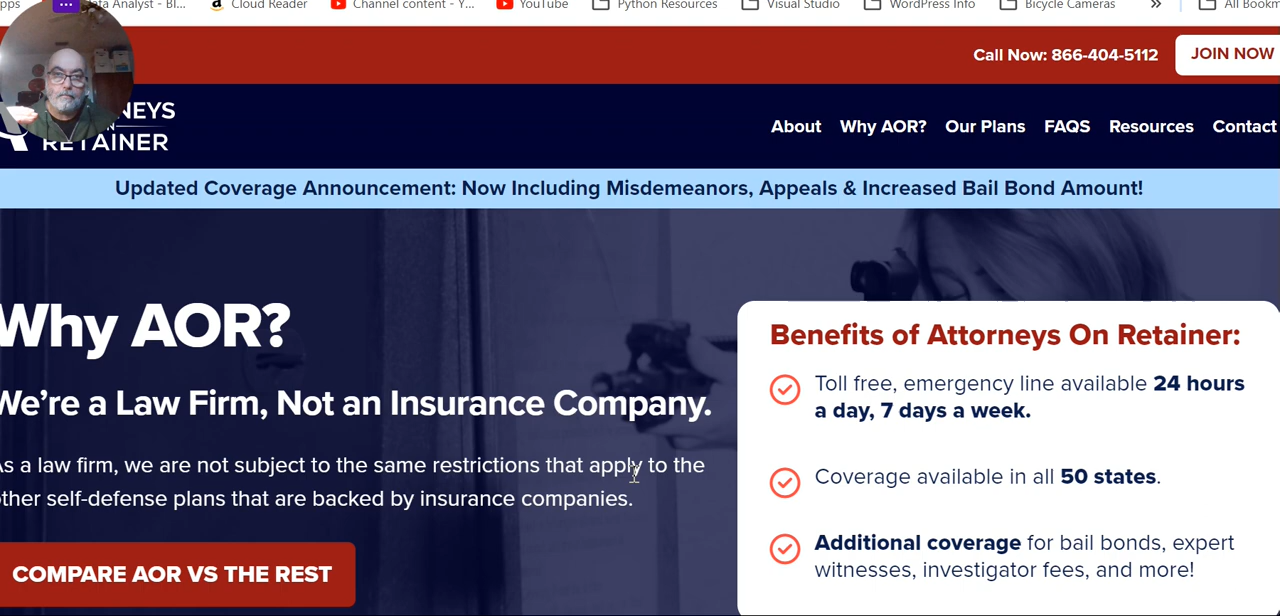 Data Analyst - Bl...
Cloud Reader
Channel content - Y...
YouTube
Python Resources
Visual Studio
WordPress Info
Bicycle Cameras
»
All Bookm
Call Now: 866-404-5112
JOIN NOW
NEYS
RETAINER
About
Why AOR?
Our Plans
FAQS
Resources
Contact
Updated Coverage Announcement: Now Including Misdemeanors, Appeals & Increased Bail Bond Amount!
Why AOR?
We're a Law Firm, Not an Insurance Company.
As a law firm, we are not subject to the same restrictions that apply to the
other self-defense plans that are backed by insurance companies.
COMPARE AOR VS THE REST
Benefits of Attorneys On Retainer:
Toll free, emergency line available 24 hours
a day, 7 days a week.
Coverage available in all 50 states.
Additional coverage for bail bonds, expert
witnesses, investigator fees, and more!